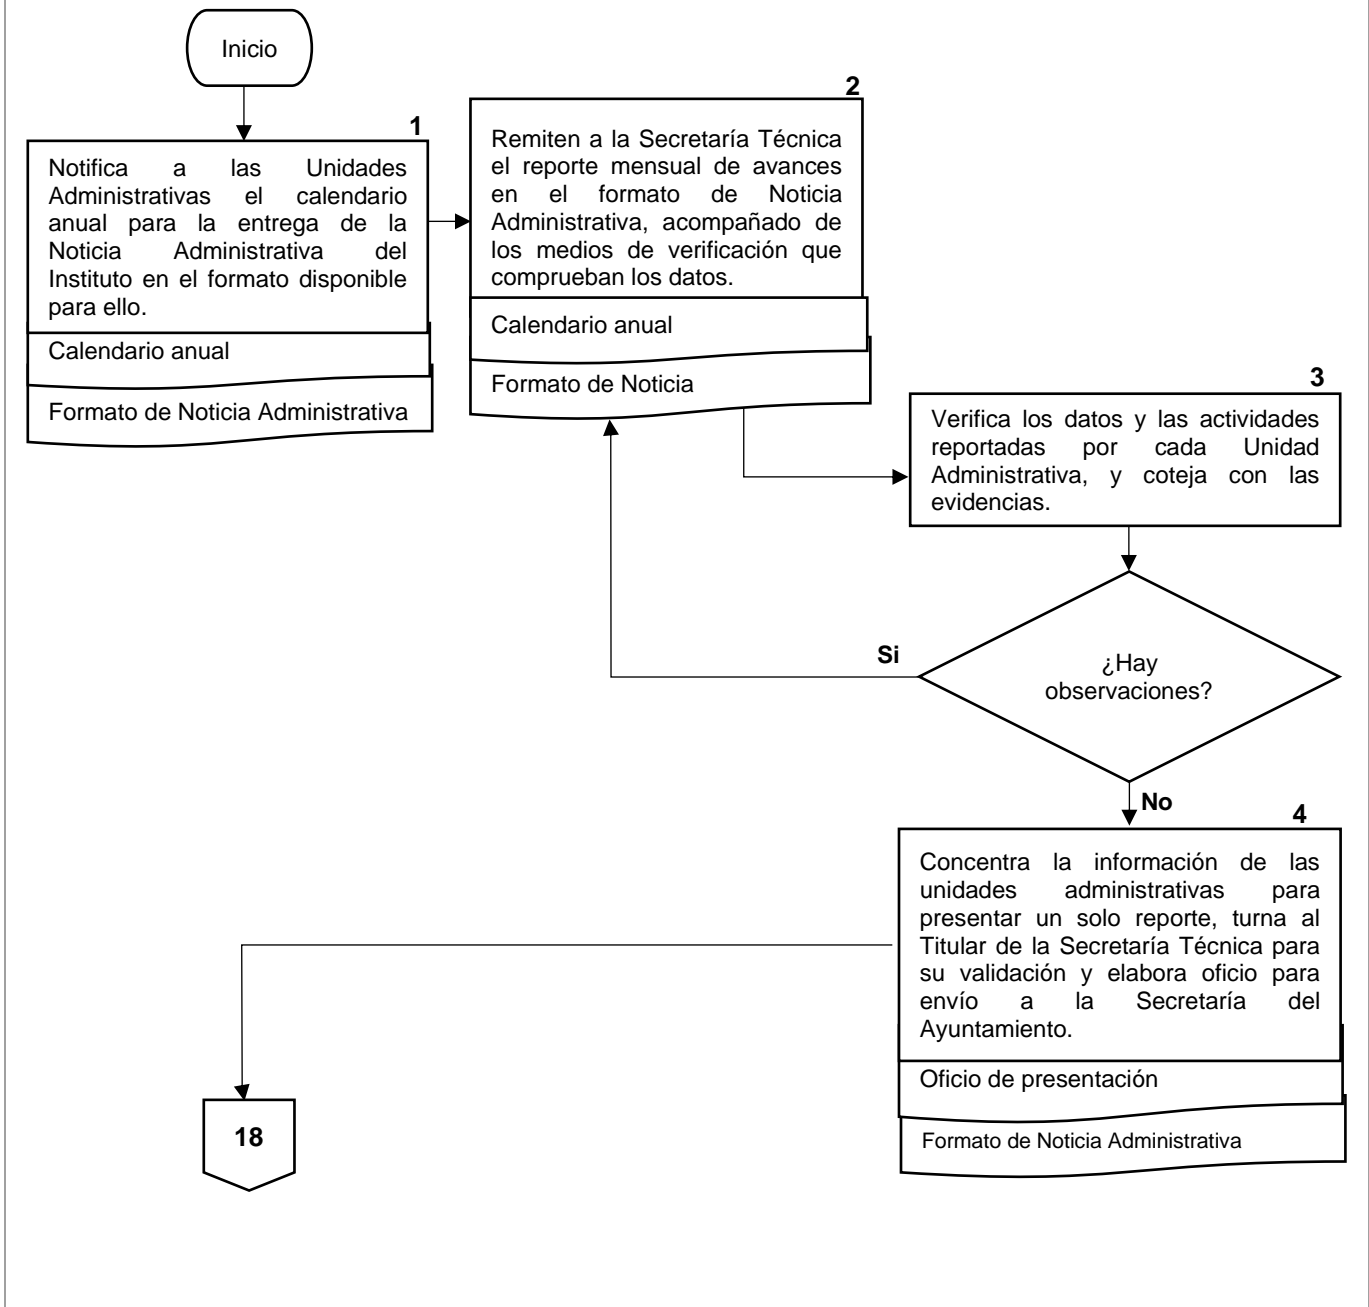 Inicio
1
Notifica a las Unidades
Administrativas el calendario
anual para la entrega de la
Noticia Administrativa del
Instituto en el formato disponible
para ello.
Calendario anual
Formato de Noticia Administrativa
2
Remiten a la Secretaría Técnica
el reporte mensual de avances
en el formato de Noticia
Administrativa, acompañado de
los medios de verificación que
comprueban los datos.
Calendario anual
Formato de Noticia
3
Verifica los datos y las actividades
reportadas por cada Unidad
Administrativa, y coteja con las
evidencias.
Si
¿Hay
observaciones?
No
4
Concentra la información de las
unidades administrativas para
presentar un solo reporte, turna al
Titular de la Secretaría Técnica para
su validación y elabora oficio para
envío a la Secretaría del
Ayuntamiento.
Oficio de presentación
Formato de Noticia Administrativa
18